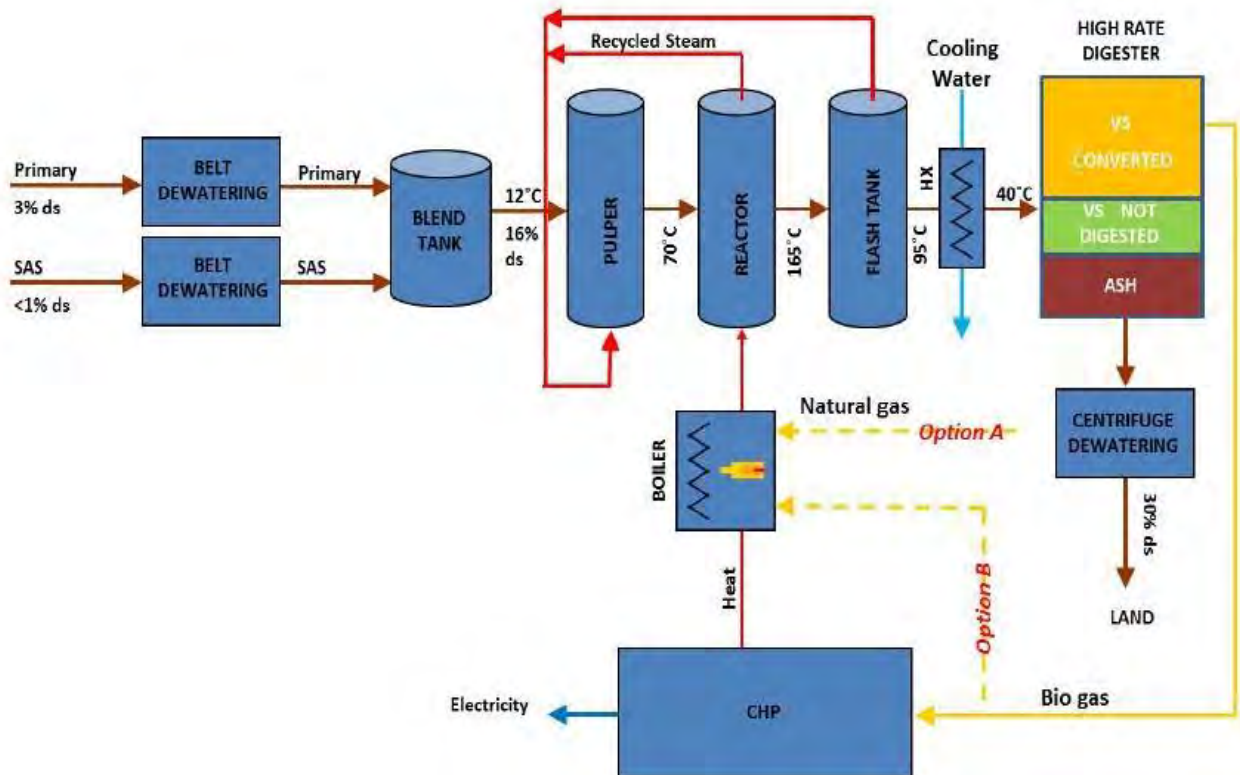 Recycled Steam
Cooling
Water
HIGH RATE
DIGESTER
Primary
3% ds
BELT
DEWATERING
Primary
SAS
<1% ds
BELT
DEWATERING
SAS
BLEND
TANK
12°C
16%
ds
PULPER
70°C
REACTOR
165°C
FLASH TANK
95°C
HX
40°C
VS
CONVERTED
VS NOT
DIGESTED
ASH
CENTRIFUGE
DEWATERING
30% ds
LAND
Natural gas
Option A
BOILER
Option B
Heat
Electricity
CHP
Bio gas